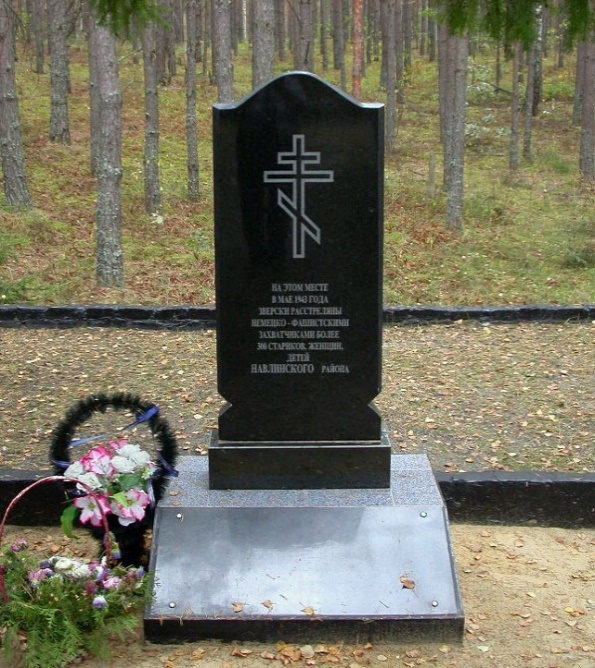 НА ЭТОМ МЕСТЕ
В МАЕ 1943 ГОДА
ЗВЕРСКИ РАССТРЕЛЯНЫ
НЕМЕЦКО - ФАШИСТСКИМИ
ЗАХВАТЧИКАМИ БОЛЕЕ
300 СТАРИКОВ, ЖЕНЩИН,
ДЕТЕЙ
НАВЛИНСКОГО РАЙОНА